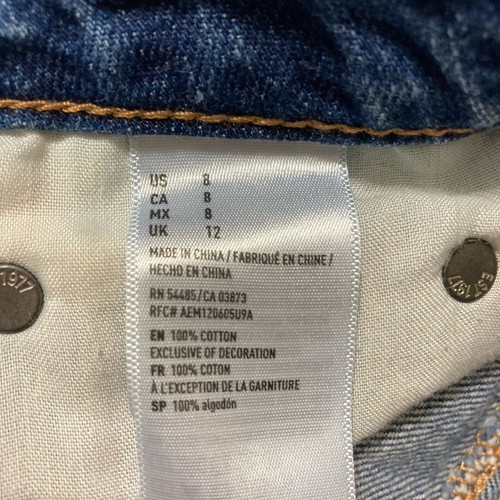 US 8
CA 8
MX 8
UK 12
MADE IN CHINA / FABRIQUÉ EN CHINE /
HECHO EN CHINA
RN 54485/CA 03873
RFC# AEM120605U9A
EN 100% COTTON
EXCLUSIVE OF DECORATION
FR 100% COTON
À L'EXCEPTION DE LA GARNITURE
SP 100% algodón
1977
EST 1977